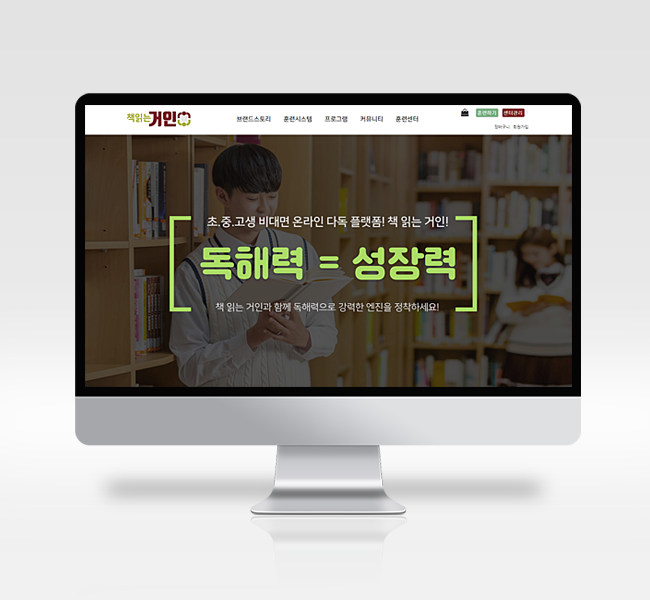 책읽는거인
브랜드스토리 훈련시스템 프로그램 커뮤니티 훈련센터
훈련하기 센터관리
장바구니 회원가입
초.중.고생 비대면 온라인 다독 플랫폼! 책 읽는 거인!
독해력 = 성장력
책 읽는 거인과 함께 독해력으로 강력한 엔진을 정착하세요!